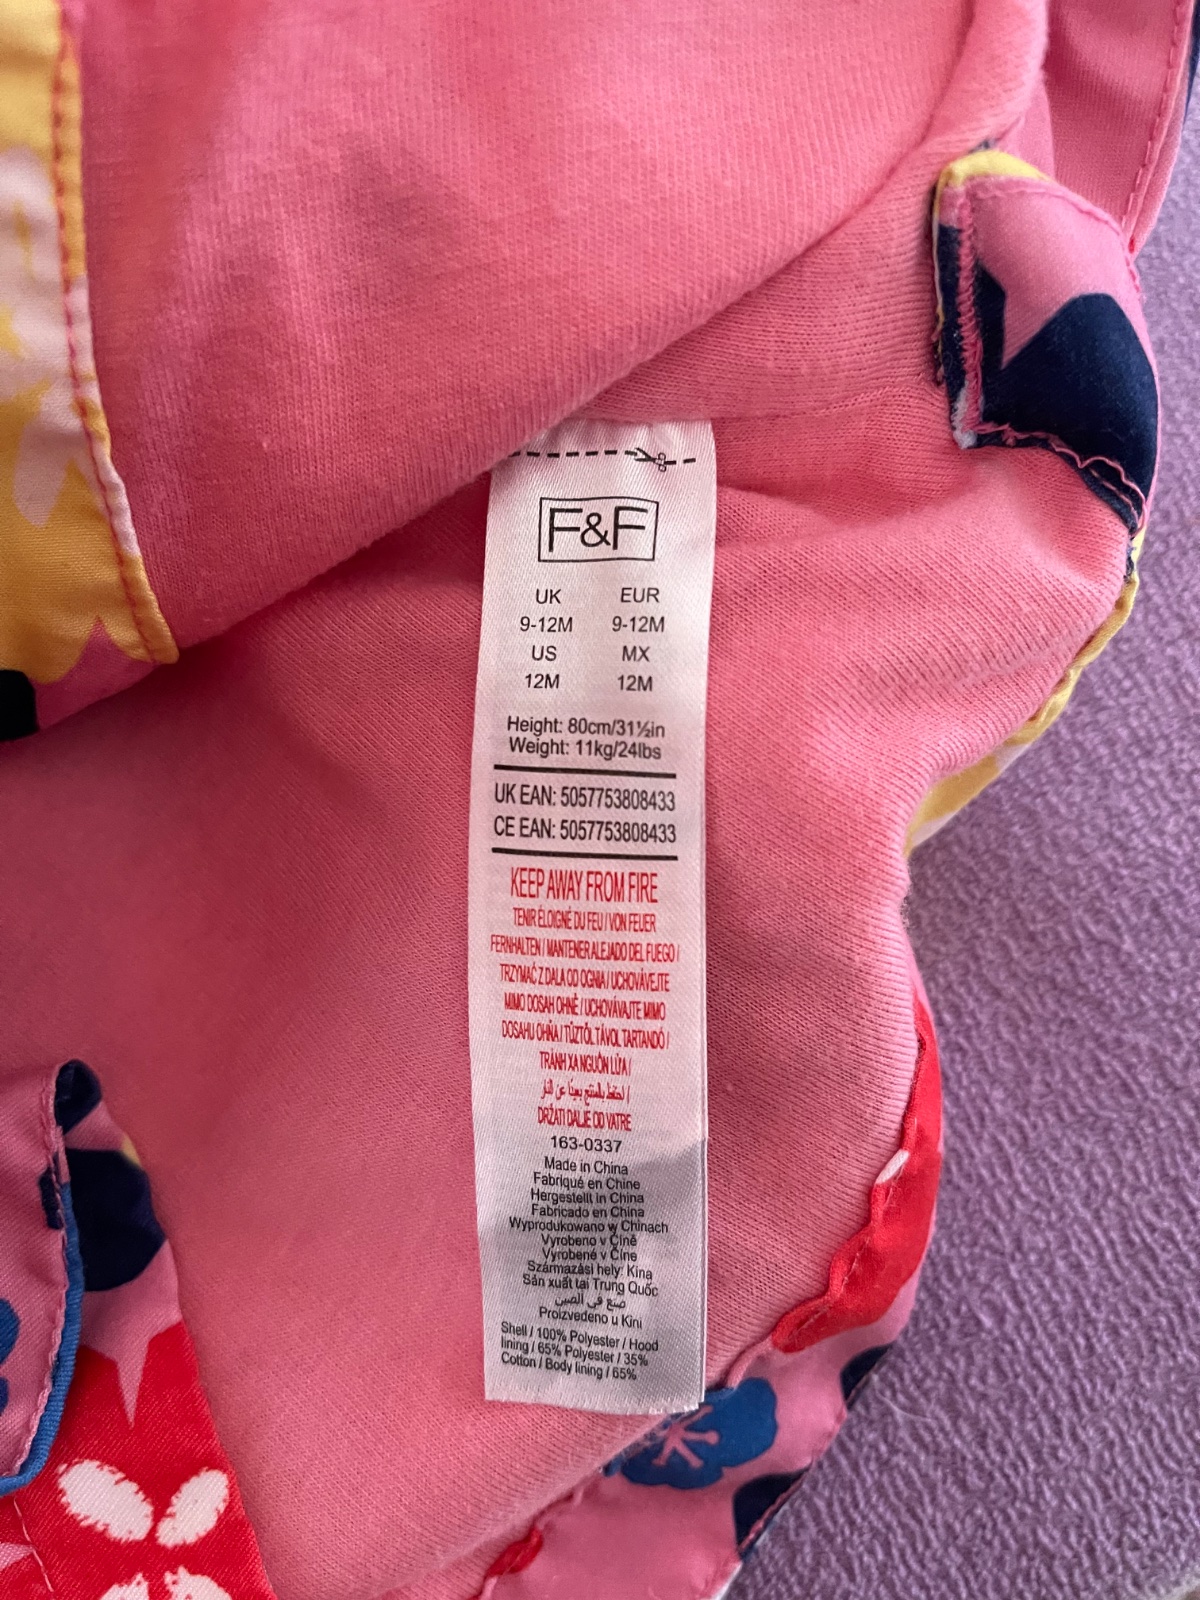 F&F
UK EUR
9-12M 9-12M
US MX
12M 12M
Height: 80cm/31½in
Weight: 11kg/24lbs
UK EAN: 5057753808433
CE EAN: 5057753808433
KEEP AWAY FROM FIRE
TENIR ÉLOIGNÉ DU FEU / VON FEUER
FERNHALTEN / MANTENER ALEJADO DEL FUEGO /
TRZYMAĆ Z DALA OD OGNIA / UCHOVÁVEJTE
MIMO DOSAH OHNĚ / UCHOVÁVAJTE MIMO
DOSAHU OHŇA / TŰZTŐL TÁVOL TARTANDÓ /
TRÁNH XA NGUỒN LỬA /
احتفظ بالمنتج بعيدًا عن النار /
DRŽATI DALJE OD VATRE
163-0337
Made in China
Fabriqué en Chine
Hergestellt in China
Fabricado en China
Wyprodukowano w Chinach
Vyrobeno v Číně
Vyrobené v Číne
Származási hely: Kína
Sản xuất tại Trung Quốc
صنع في الصين
Proizvedeno u Kini
Shell / 100% Polyester / Hood
lining / 65% Polyester / 35%
Cotton / Body lining / 65%